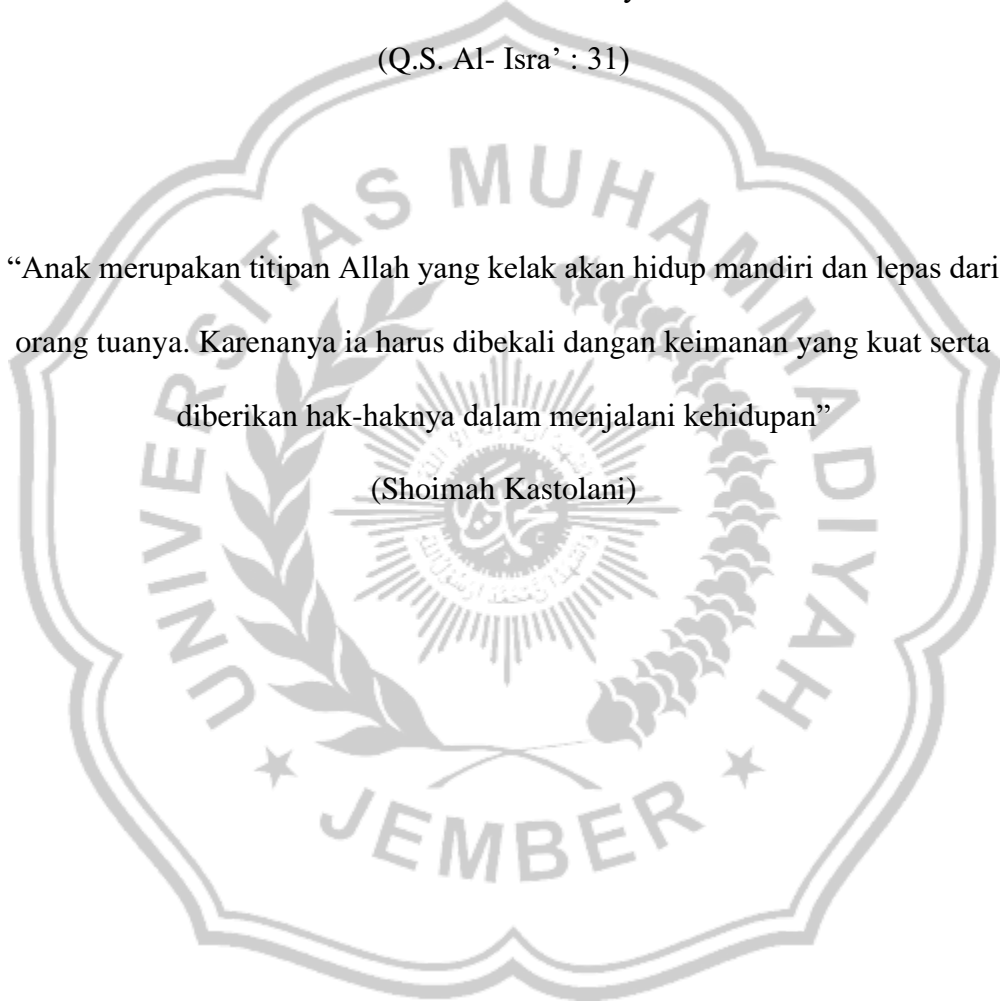 (Q.S. Al- Isra’ : 31)
“Anak merupakan titipan Allah yang kelak akan hidup mandiri dan lepas dari
orang tuanya. Karenanya ia harus dibekali dangan keimanan yang kuat serta
diberikan hak-haknya dalam menjalani kehidupan”
(Shoimah Kastolani)
UNIVERSITAS MUHAMMADIYAH
JEMBER